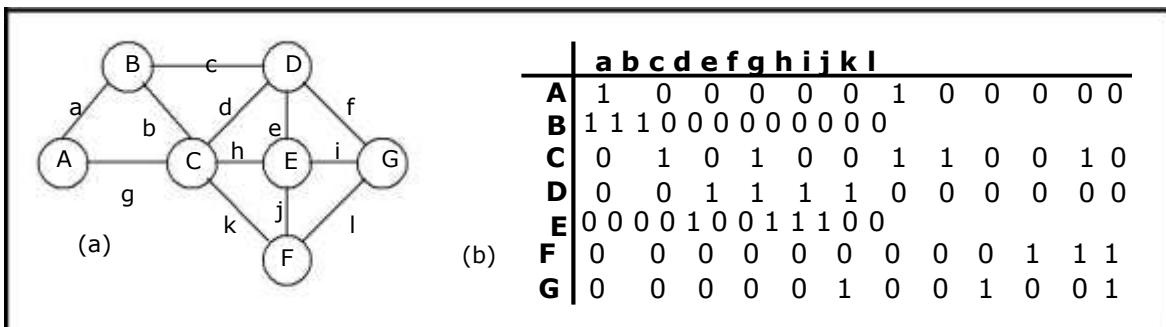 B c D
a b d e f
A C h E i G
g k j l
(a) F
a b c d e f g h i j k l
A 1 0 0 0 0 0 1 0 0 0 0 0
B 1 1 1 0 0 0 0 0 0 0 0 0
C 0 1 0 1 0 0 1 1 0 0 1 0
D 0 0 1 1 1 1 0 0 0 0 0 0
E 0 0 0 0 1 0 0 1 1 1 0 0
(b) F 0 0 0 0 0 0 0 0 0 1 1 1
G 0 0 0 0 0 1 0 0 1 0 0 1